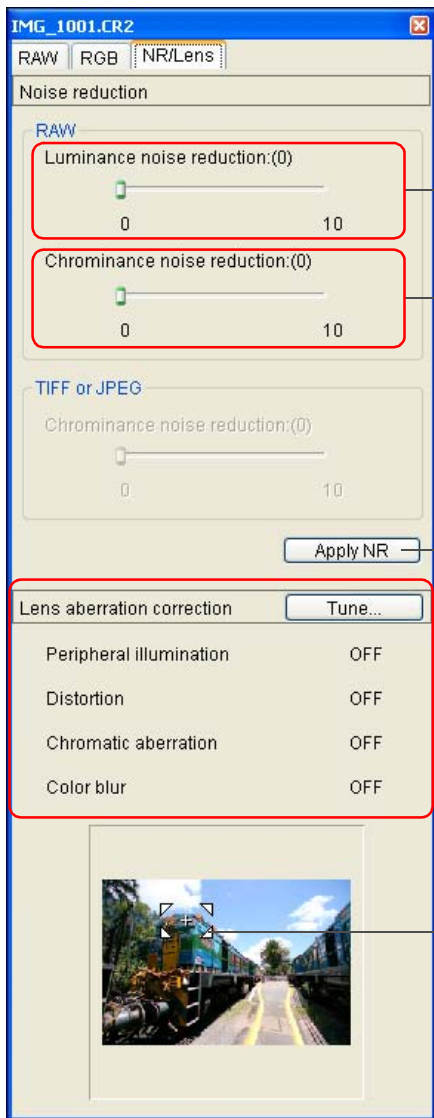 IMG_1001.CR2
RAW RGB NR/Lens
Noise reduction
RAW
Luminance noise reduction:(0)
0 10
Chrominance noise reduction:(0)
0 10
TIFF or JPEG
Chrominance noise reduction:(0)
0 10
Apply NR
Lens aberration correction Tune...
Peripheral illumination OFF
Distortion OFF
Chromatic aberration OFF
Color blur OFF